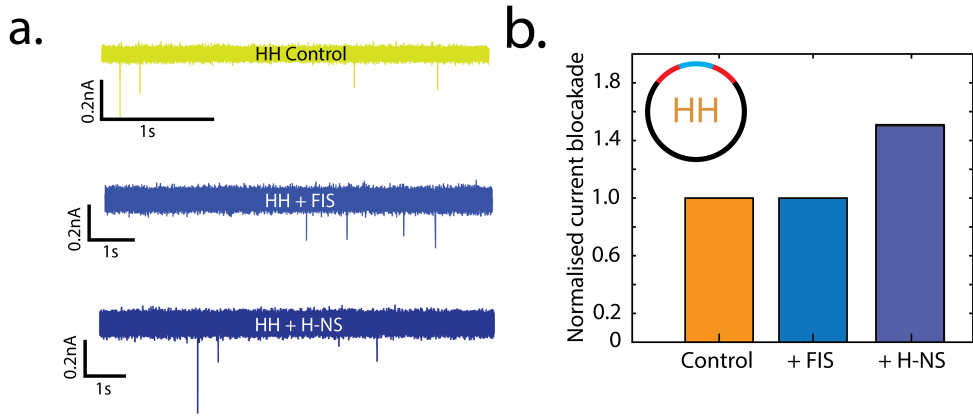 a.
HH Control
0.2nA
1s
HH + FIS
0.2nA
1s
HH + H-NS
0.2nA
1s
b.
Normalised current blocakade
1.8
1.4
1.0
0.6
0.2
0
HH
Control
+ FIS
+ H-NS